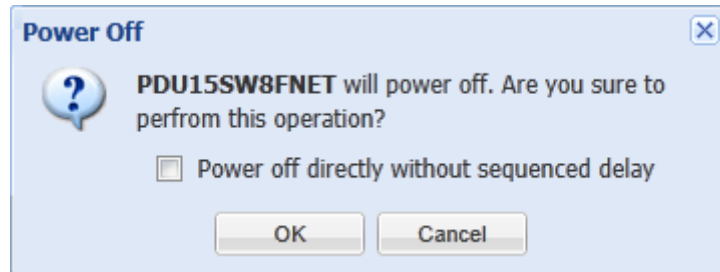 Power Off
PDU15SW8FNET will power off. Are you sure to
perfrom this operation?
Power off directly without sequenced delay
OK Cancel